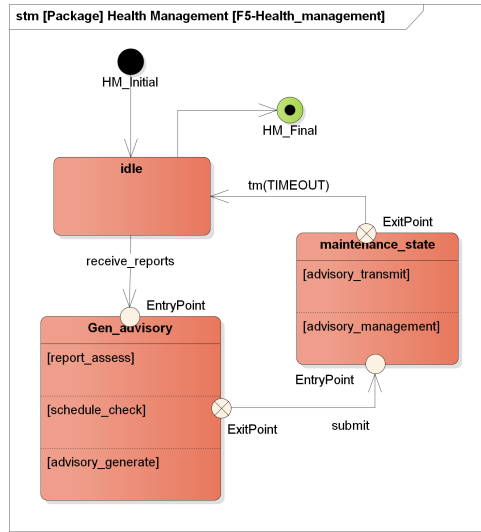 stm [Package] Health Management [F5-Health_management]
HM_Initial
HM_Final
idle
tm(TIMEOUT)
ExitPoint
maintenance_state
receive_reports
[advisory_transmit]
EntryPoint
Gen_advisory
[advisory_management]
[report_assess]
EntryPoint
[schedule_check]
ExitPoint
submit
[advisory_generate]